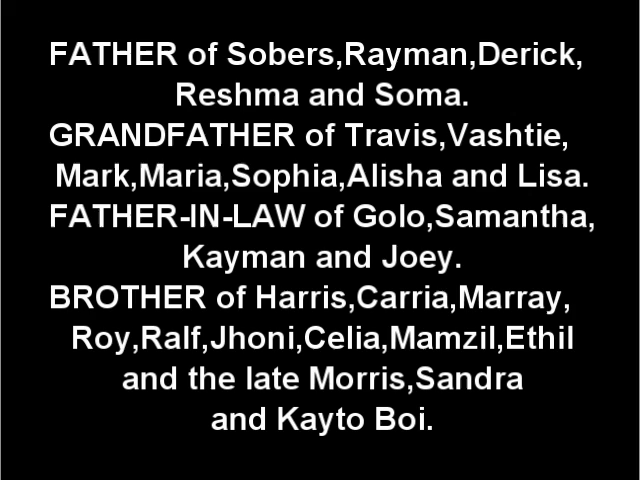 FATHER of Sobers,Rayman,Derick,
Reshma and Soma.
GRANDFATHER of Travis,Vashtie,
Mark,Maria,Sophia,Alisha and Lisa.
FATHER-IN-LAW of Golo,Samantha,
Kayman and Joey.
BROTHER of Harris,Carria,Marray,
Roy,Ralf,Jhoni,Celia,Mamzil,Ethil
and the late Morris,Sandra
and Kayto Boi.